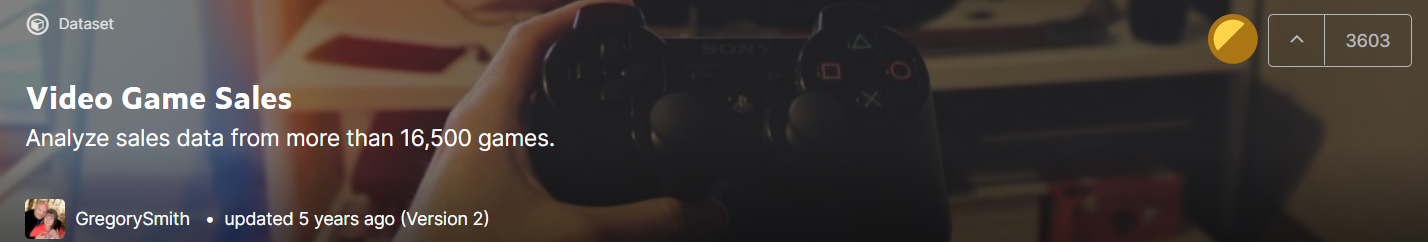 Dataset
3603
SONY
Video Game Sales
Analyze sales data from more than 16,500 games.
GregorySmith • updated 5 years ago (Version 2)